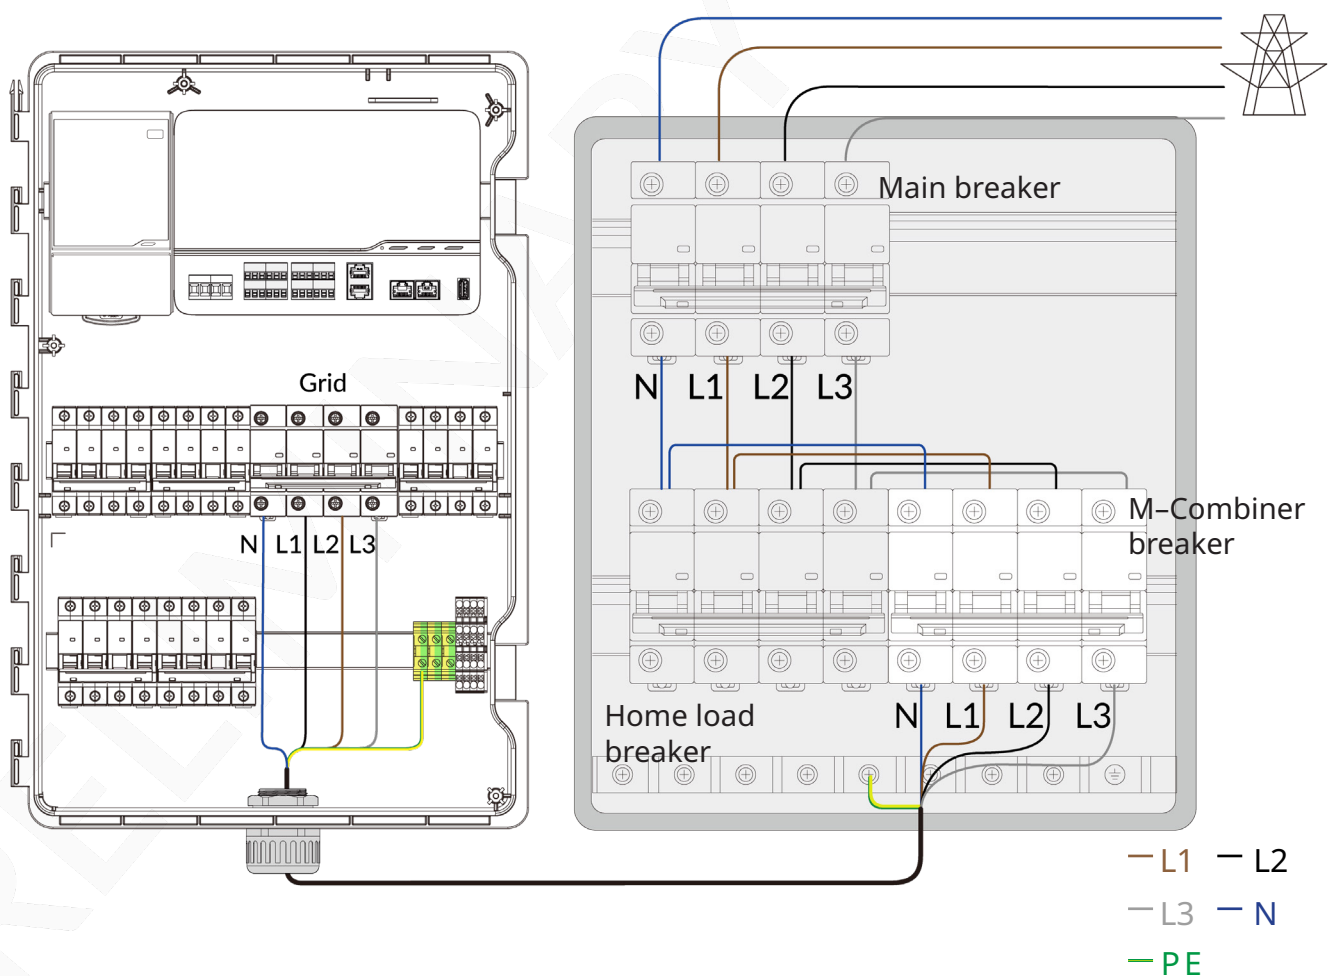 Main breaker
N L1 L2 L3
Grid
M–Combiner
breaker
N L1 L2 L3
Home load
breaker
N L1 L2 L3
L1 L2
L3 N
PE
PRELIMINARY